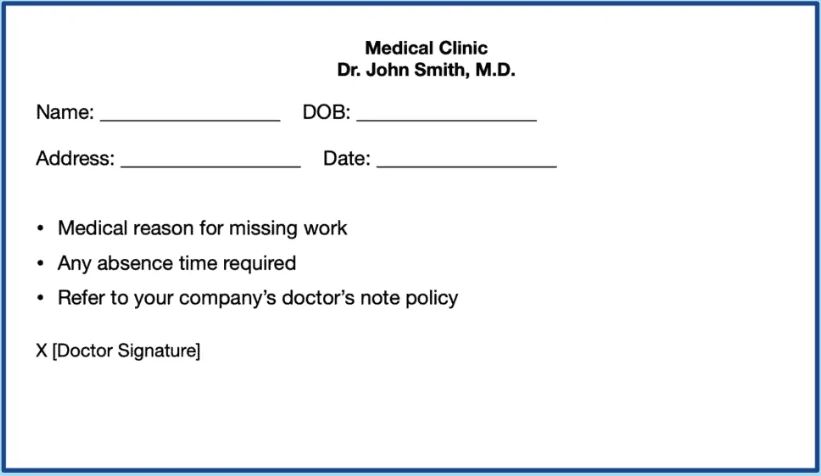 Medical Clinic
Dr. John Smith, M.D.
Name: ________________ DOB: ________________
Address: ________________ Date: ________________
• Medical reason for missing work
• Any absence time required
• Refer to your company’s doctor’s note policy
X [Doctor Signature]